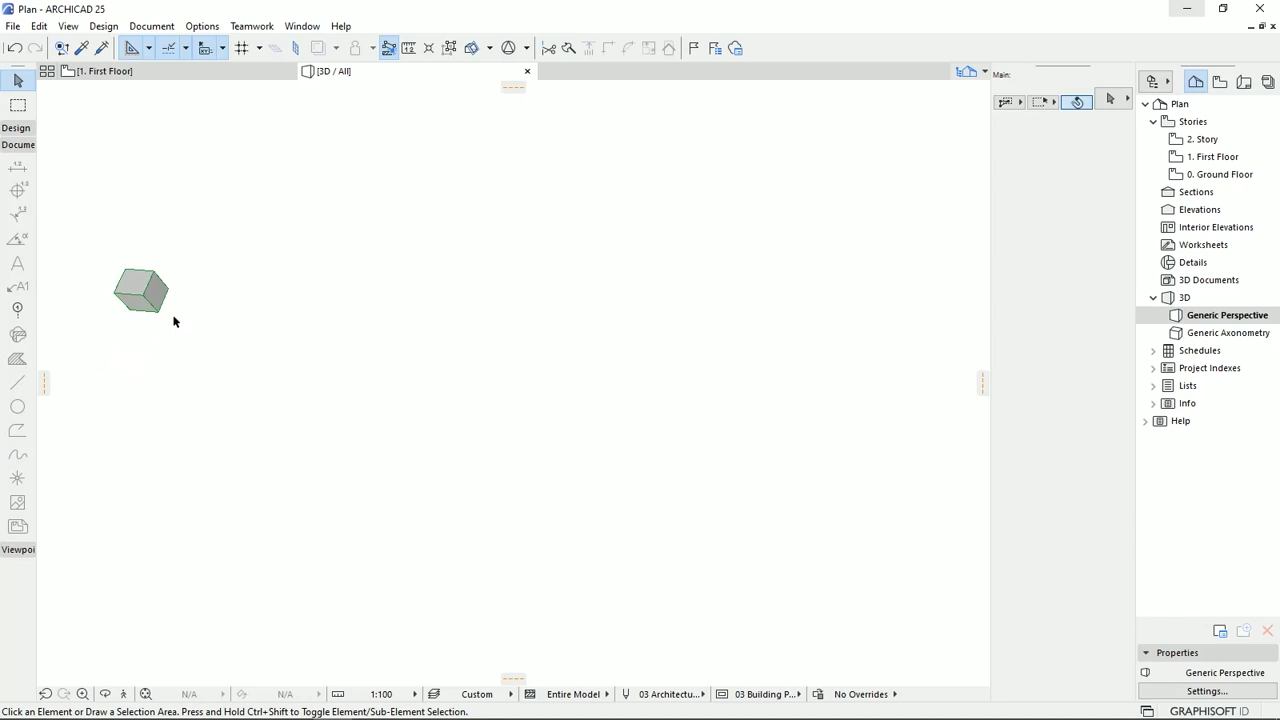 Plan - ARCHICAD 25
File Edit View Design Document Options Teamwork Window Help
[1. First Floor]
[3D / All]
Main:
Design
Docume
Viewpoi
Plan
Stories
2. Story
1. First Floor
0. Ground Floor
Sections
Elevations
Interior Elevations
Worksheets
Details
3D Documents
3D
Generic Perspective
Generic Axonometry
Schedules
Project Indexes
Lists
Info
Help
Properties
Generic Perspective
Settings...
N/A
N/A
1:100
Custom
Entire Model
03 Architectu...
03 Building P...
No Overrides
Click an Element or Draw a Selection Area. Press and Hold Ctrl+Shift to Toggle Element/Sub-Element Selection.
GRAPHISOFT ID